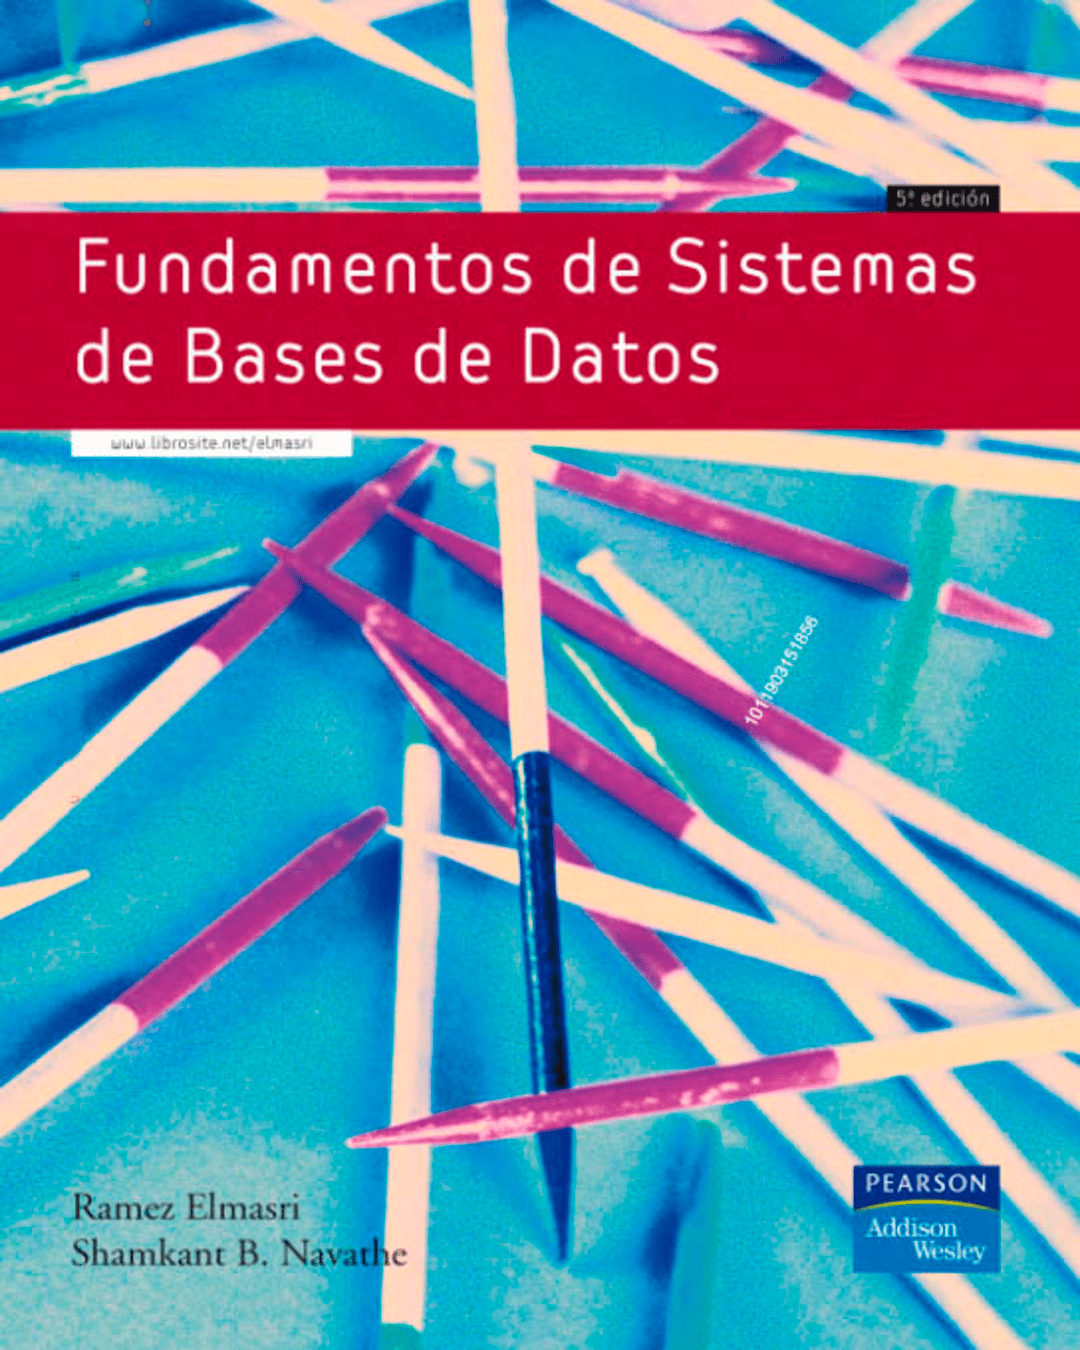 5ª edición
Fundamentos de Sistemas
de Bases de Datos
www.librosite.net/elmasri
1011903151856
Ramez Elmasri
Shamkant B. Navathe
PEARSON
Addison
Wesley